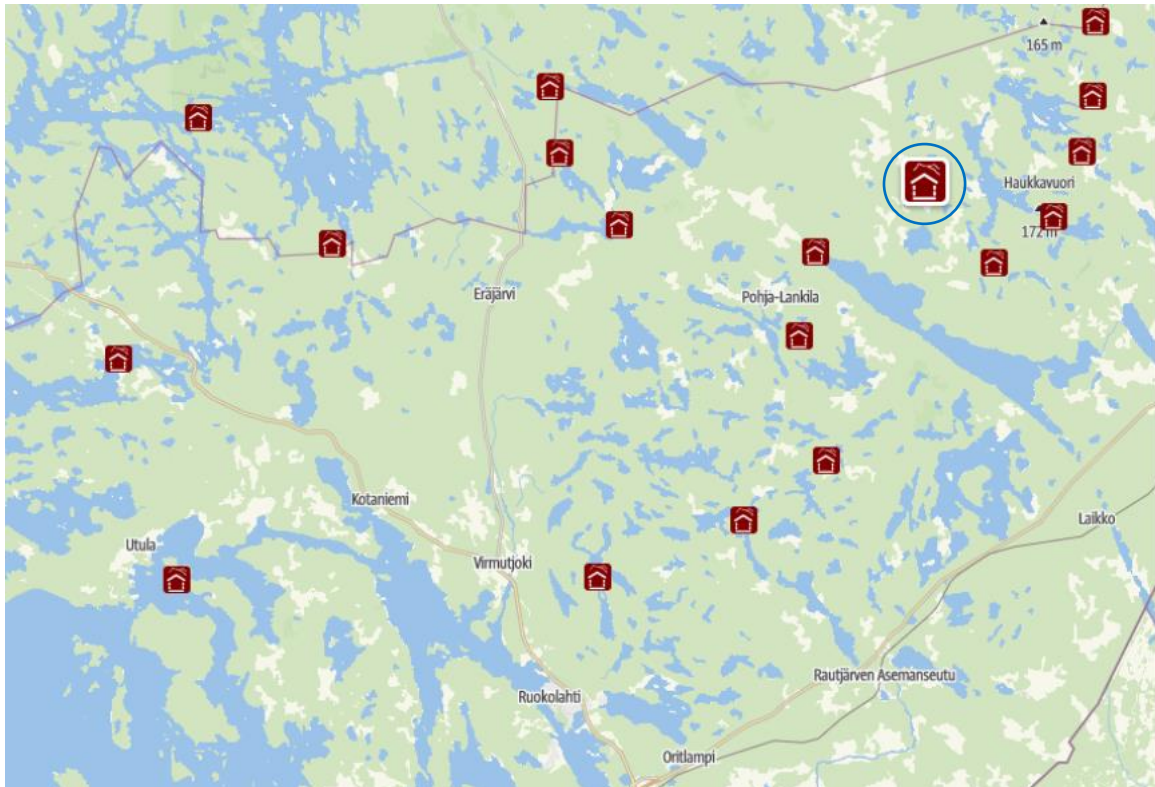 165 m
Haukkavuori
172 m
Eräjärvi
Pohja-Lankila
Kotaniemi
Laikko
Utula
Virmutjoki
Rautjärven Asemanseutu
Ruokolahti
Oritlampi